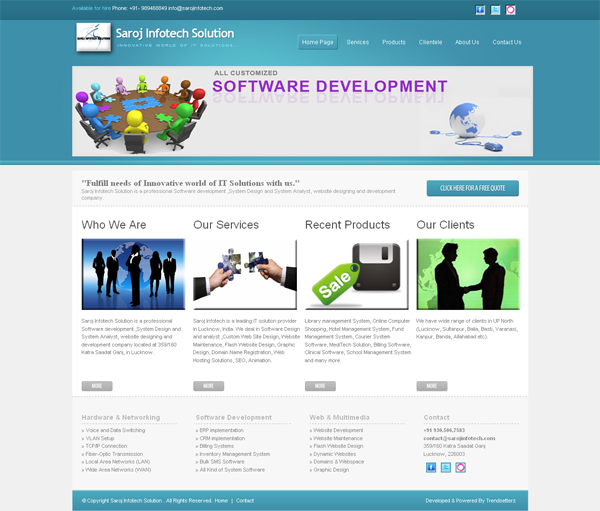 Available for hire Phone: +91- 989468849 info@sarojinfotech.com
SAROJ INFOTECH SOLUTION
Saroj Infotech Solution
INNOVATIVE WORLD OF IT SOLUTIONS...
Home Page Services Products Clientele About Us Contact Us
ALL CUSTOMIZED
SOFTWARE DEVELOPMENT
"Fulfill needs of Innovative world of IT Solutions with us."
Saroj Infotech Solution is a professional Software development ,System Design and System Analyst, website designing and development
company.
CLICK HERE FOR A FREE QUOTE
Who We Are
Our Services
Recent Products
Our Clients
Sale
Saroj Infotech Solution is a professional
Software development ,System Design and
System Analyst, website designing and
development company located at 359/160
Katra Saadat Ganj, in Lucknow.
Saroj Infotech is a leading IT solution provider
in Lucknow, India. We deal in Software Design
and analyst ,Custom Web Site Design, Website
Maintenance, Flash Website Design, Graphic
Design, Domain Name Registration, Web
Hosting Solutions, SEO, Animation.
Library management System, Online Computer
Shopping, Hotel Management System, Fund
Management System, Courier System
Software, MediTech Solution, Billing Software,
Clinical Software, School Management System
and many more.
We have wide range of clients in UP North
(Lucknow, Sultanpur, Balia, Basti, Varanasi,
Kanpur, Banda, Allahabad etc).
MORE
MORE
MORE
MORE
Hardware & Networking
» Voice and Data Switching
» VLAN Setup
» TCP/IP Connection
» Fiber-Optic Transmission
» Local Area Networks (LAN)
» Wide Area Networks (WAN)
Software Development
» ERP Implementation
» CRM Implementation
» Billing Systems
» Inventory Management System
» Bulk SMS Software
» All Kind of System Software
Web & Multimedia
» Website Development
» Website Maintenance
» Flash Website Design
» Dynamic Websites
» Domains & Webspace
» Graphic Design
Contact
contact@sarojinfotech.com
359/160 Katra Saadat Ganj
Lucknow, 226003
© Copyright Saroj Infotech Solution . All Rights Reserved. Home | Contact
Developed & Powered By Trendsetterz